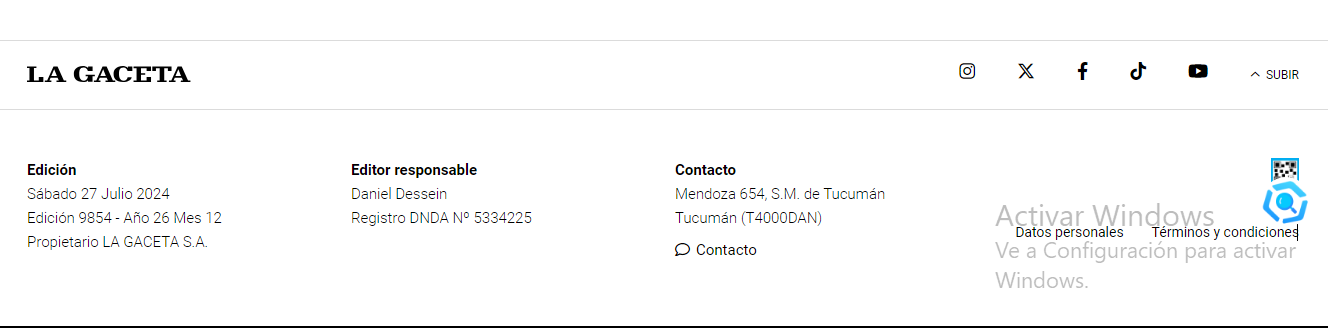 LA GACETA
SUBIR
Edición
Sábado 27 Julio 2024
Edición 9854 - Año 26 Mes 12
Propietario LA GACETA S.A.
Editor responsable
Daniel Dessein
Registro DNDA Nº 5334225
Contacto
Mendoza 654, S.M. de Tucumán
Tucumán (T4000DAN)
Contacto
Datos personales
Términos y condiciones
Activar Windows
Ve a Configuración para activar
Windows.